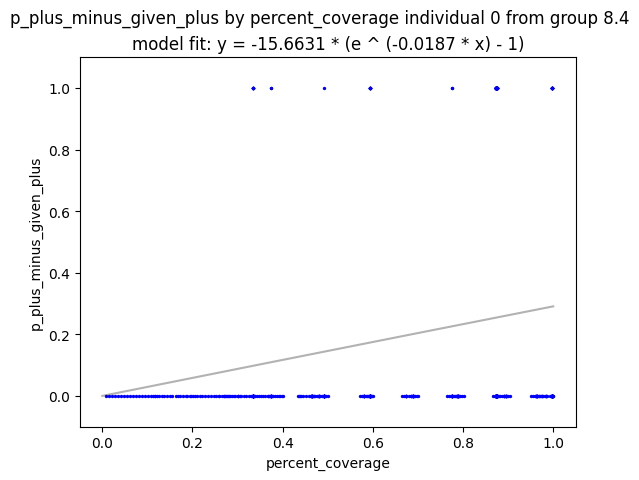 p_plus_minus_given_plus by percent_coverage individual 0 from group 8.4
model fit: y = -15.6631 * (e ^ (-0.0187 * x) - 1)
1.0
0.8
0.6
0.4
0.2
0.0
p_plus_minus_given_plus
0.0 0.2 0.4 0.6 0.8 1.0
percent_coverage